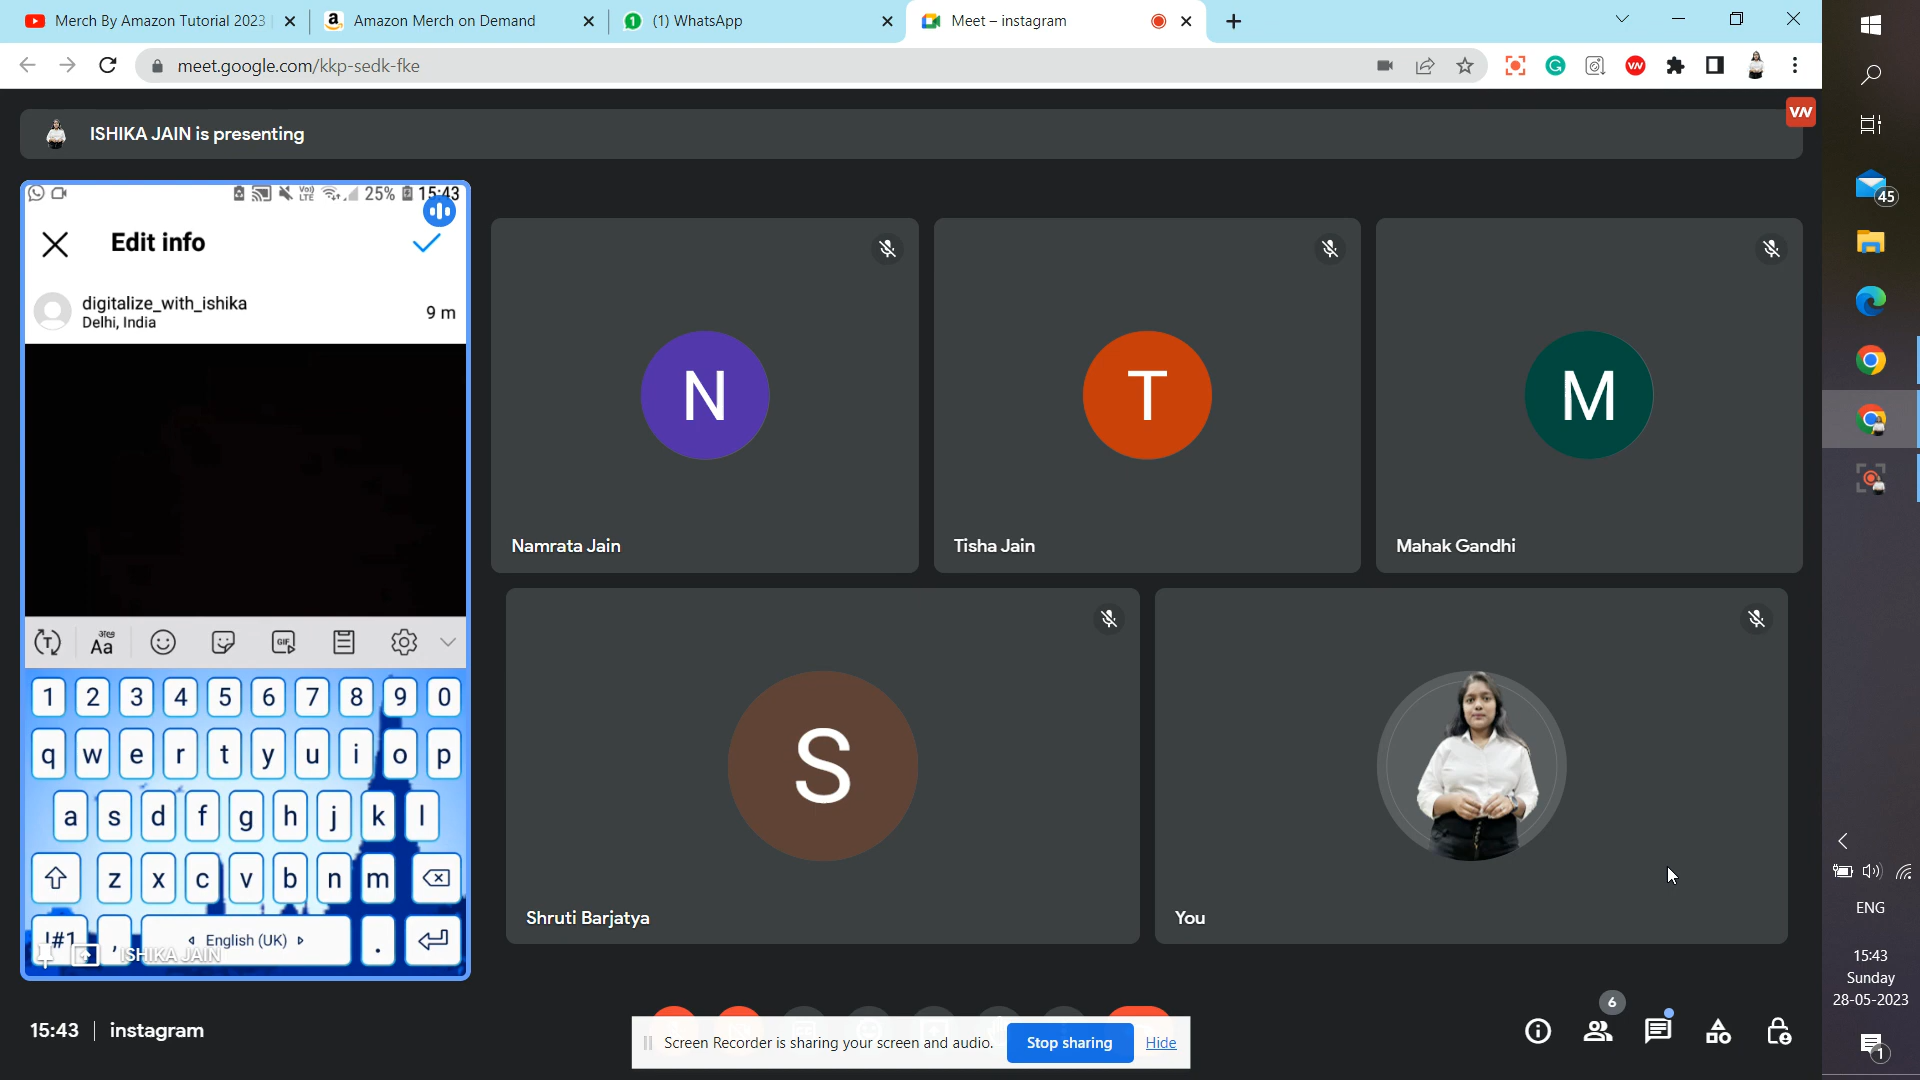 Merch By Amazon Tutorial 2023
Amazon Merch on Demand
(1) WhatsApp
Meet – instagram
meet.google.com/kkp-sedk-fke
ISHIKA JAIN is presenting
VN
25% 15:43
Edit info
digitalize_with_ishika
Delhi, India
9 m
Aa
GIF
1 2 3 4 5 6 7 8 9 0
q w e r t y u i o p
a s d f g h j k l
z x c v b n m
!#1 , English (UK) .
ISHIKA JAIN
N
Namrata Jain
T
Tisha Jain
M
Mahak Gandhi
S
Shruti Barjatya
You
15:43 | instagram
Screen Recorder is sharing your screen and audio.
Stop sharing
Hide
6
45
ENG
15:43
Sunday
28-05-2023
1